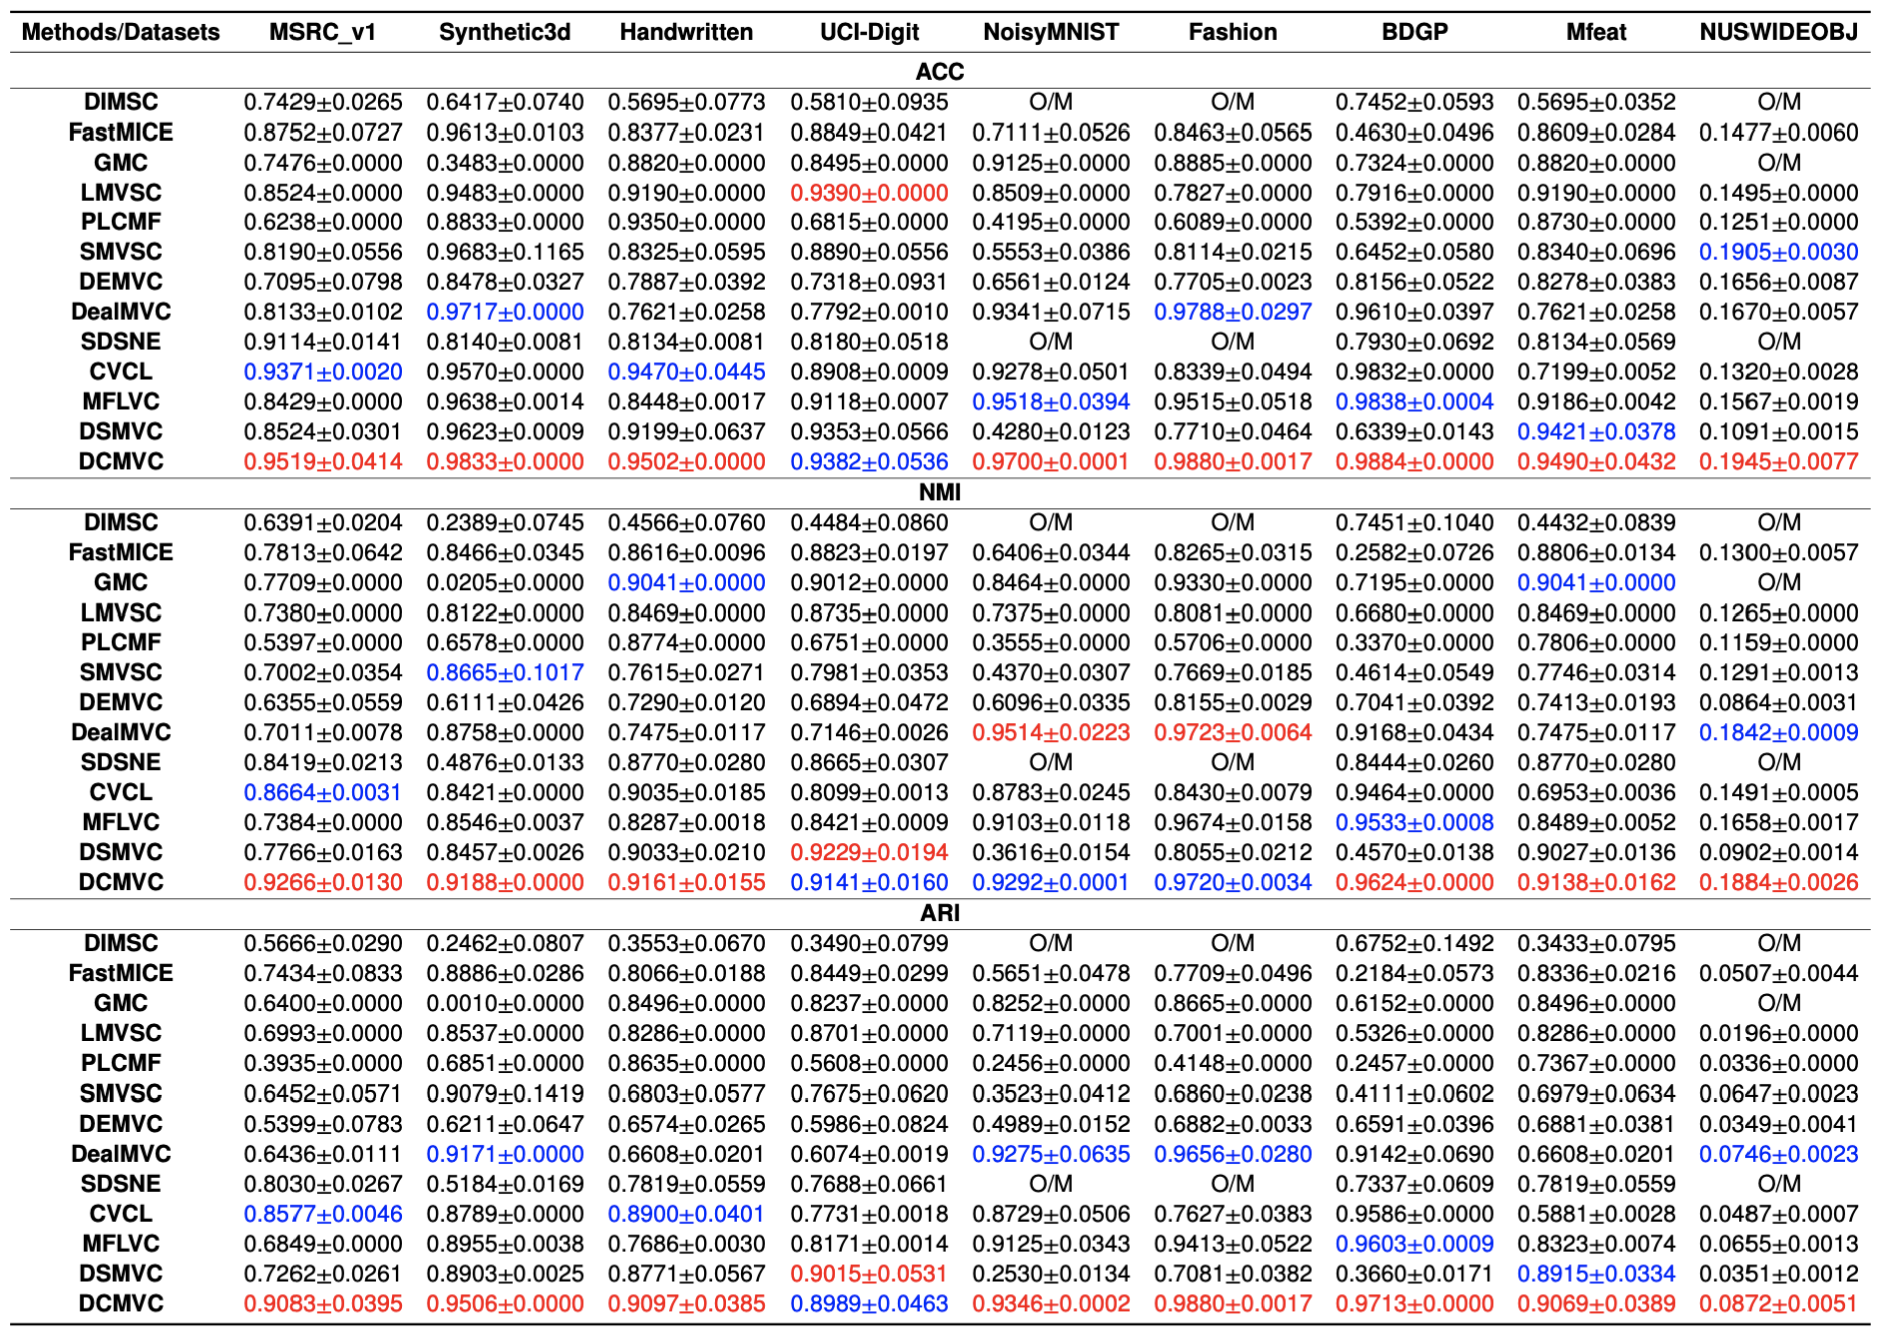 Methods/Datasets MSRC_v1 Synthetic3d Handwritten UCI-Digit NoisyMNIST Fashion BDGP Mfeat NUSWIDEOBJ
ACC
DIMSC 0.7429±0.0265 0.6417±0.0740 0.5695±0.0773 0.5810±0.0935 O/M O/M 0.7452±0.0593 0.5695±0.0352 O/M
FastMICE 0.8752±0.0727 0.9613±0.0103 0.8377±0.0231 0.8849±0.0421 0.7111±0.0526 0.8463±0.0565 0.4630±0.0496 0.8609±0.0284 0.1477±0.0060
GMC 0.7476±0.0000 0.3483±0.0000 0.8820±0.0000 0.8495±0.0000 0.9125±0.0000 0.8885±0.0000 0.7324±0.0000 0.8820±0.0000 O/M
LMVSC 0.8524±0.0000 0.9483±0.0000 0.9190±0.0000 0.9390±0.0000 0.8509±0.0000 0.7827±0.0000 0.7916±0.0000 0.9190±0.0000 0.1495±0.0000
PLCMF 0.6238±0.0000 0.8833±0.0000 0.9350±0.0000 0.6815±0.0000 0.4195±0.0000 0.6089±0.0000 0.5392±0.0000 0.8730±0.0000 0.1251±0.0000
SMVSC 0.8190±0.0556 0.9683±0.1165 0.8325±0.0595 0.8890±0.0556 0.5553±0.0386 0.8114±0.0215 0.6452±0.0580 0.8340±0.0696 0.1905±0.0030
DEMVC 0.7095±0.0798 0.8478±0.0327 0.7887±0.0392 0.7318±0.0931 0.6561±0.0124 0.7705±0.0023 0.8156±0.0522 0.8278±0.0383 0.1656±0.0087
DealMVC 0.8133±0.0102 0.9717±0.0000 0.7621±0.0258 0.7792±0.0010 0.9341±0.0715 0.9788±0.0297 0.9610±0.0397 0.7621±0.0258 0.1670±0.0057
SDSNE 0.9114±0.0141 0.8140±0.0081 0.8134±0.0081 0.8180±0.0518 O/M O/M 0.7930±0.0692 0.8134±0.0569 O/M
CVCL 0.9371±0.0020 0.9570±0.0000 0.9470±0.0445 0.8908±0.0009 0.9278±0.0501 0.8339±0.0494 0.9832±0.0000 0.7199±0.0052 0.1320±0.0028
MFLVC 0.8429±0.0000 0.9638±0.0014 0.8448±0.0017 0.9118±0.0007 0.9518±0.0394 0.9515±0.0518 0.9838±0.0004 0.9186±0.0042 0.1567±0.0019
DSMVC 0.8524±0.0301 0.9623±0.0009 0.9199±0.0637 0.9353±0.0566 0.4280±0.0123 0.7710±0.0464 0.6339±0.0143 0.9421±0.0378 0.1091±0.0015
DCMVC 0.9519±0.0414 0.9833±0.0000 0.9502±0.0000 0.9382±0.0536 0.9700±0.0001 0.9880±0.0017 0.9884±0.0000 0.9490±0.0432 0.1945±0.0077
NMI
DIMSC 0.6391±0.0204 0.2389±0.0745 0.4566±0.0760 0.4484±0.0860 O/M O/M 0.7451±0.1040 0.4432±0.0839 O/M
FastMICE 0.7813±0.0642 0.8466±0.0345 0.8616±0.0096 0.8823±0.0197 0.6406±0.0344 0.8265±0.0315 0.2582±0.0726 0.8806±0.0134 0.1300±0.0057
GMC 0.7709±0.0000 0.0205±0.0000 0.9041±0.0000 0.9012±0.0000 0.8464±0.0000 0.9330±0.0000 0.7195±0.0000 0.9041±0.0000 O/M
LMVSC 0.7380±0.0000 0.8122±0.0000 0.8469±0.0000 0.8735±0.0000 0.7375±0.0000 0.8081±0.0000 0.6680±0.0000 0.8469±0.0000 0.1265±0.0000
PLCMF 0.5397±0.0000 0.6578±0.0000 0.8774±0.0000 0.6751±0.0000 0.3555±0.0000 0.5706±0.0000 0.3370±0.0000 0.7806±0.0000 0.1159±0.0000
SMVSC 0.7002±0.0354 0.8665±0.1017 0.7615±0.0271 0.7981±0.0353 0.4370±0.0307 0.7669±0.0185 0.4614±0.0549 0.7746±0.0314 0.1291±0.0013
DEMVC 0.6355±0.0559 0.6111±0.0426 0.7290±0.0120 0.6894±0.0472 0.6096±0.0335 0.8155±0.0029 0.7041±0.0392 0.7413±0.0193 0.0864±0.0031
DealMVC 0.7011±0.0078 0.8758±0.0000 0.7475±0.0117 0.7146±0.0026 0.9514±0.0223 0.9723±0.0064 0.9168±0.0434 0.7475±0.0117 0.1842±0.0009
SDSNE 0.8419±0.0213 0.4876±0.0133 0.8770±0.0280 0.8665±0.0307 O/M O/M 0.8444±0.0260 0.8770±0.0280 O/M
CVCL 0.8664±0.0031 0.8421±0.0000 0.9035±0.0185 0.8099±0.0013 0.8783±0.0245 0.8430±0.0079 0.9464±0.0000 0.6953±0.0036 0.1491±0.0005
MFLVC 0.7384±0.0000 0.8546±0.0037 0.8287±0.0018 0.8421±0.0009 0.9103±0.0118 0.9674±0.0158 0.9533±0.0008 0.8489±0.0052 0.1658±0.0017
DSMVC 0.7766±0.0163 0.8457±0.0026 0.9033±0.0210 0.9229±0.0194 0.3616±0.0154 0.8055±0.0212 0.4570±0.0138 0.9027±0.0136 0.0902±0.0014
DCMVC 0.9266±0.0130 0.9188±0.0000 0.9161±0.0155 0.9141±0.0160 0.9292±0.0001 0.9720±0.0034 0.9624±0.0000 0.9138±0.0162 0.1884±0.0026
ARI
DIMSC 0.5666±0.0290 0.2462±0.0807 0.3553±0.0670 0.3490±0.0799 O/M O/M 0.6752±0.1492 0.3433±0.0795 O/M
FastMICE 0.7434±0.0833 0.8886±0.0286 0.8066±0.0188 0.8449±0.0299 0.5651±0.0478 0.7709±0.0496 0.2184±0.0573 0.8336±0.0216 0.0507±0.0044
GMC 0.6400±0.0000 0.0010±0.0000 0.8496±0.0000 0.8237±0.0000 0.8252±0.0000 0.8665±0.0000 0.6152±0.0000 0.8496±0.0000 O/M
LMVSC 0.6993±0.0000 0.8537±0.0000 0.8286±0.0000 0.8701±0.0000 0.7119±0.0000 0.7001±0.0000 0.5326±0.0000 0.8286±0.0000 0.0196±0.0000
PLCMF 0.3935±0.0000 0.6851±0.0000 0.8635±0.0000 0.5608±0.0000 0.2456±0.0000 0.4148±0.0000 0.2457±0.0000 0.7367±0.0000 0.0336±0.0000
SMVSC 0.6452±0.0571 0.9079±0.1419 0.6803±0.0577 0.7675±0.0620 0.3523±0.0412 0.6860±0.0238 0.4111±0.0602 0.6979±0.0634 0.0647±0.0023
DEMVC 0.5399±0.0783 0.6211±0.0647 0.6574±0.0265 0.5986±0.0824 0.4989±0.0152 0.6882±0.0033 0.6591±0.0396 0.6881±0.0381 0.0349±0.0041
DealMVC 0.6436±0.0111 0.9171±0.0000 0.6608±0.0201 0.6074±0.0019 0.9275±0.0635 0.9656±0.0280 0.9142±0.0690 0.6608±0.0201 0.0746±0.0023
SDSNE 0.8030±0.0267 0.5184±0.0169 0.7819±0.0559 0.7688±0.0661 O/M O/M 0.7337±0.0609 0.7819±0.0559 O/M
CVCL 0.8577±0.0046 0.8789±0.0000 0.8900±0.0401 0.7731±0.0018 0.8729±0.0506 0.7627±0.0383 0.9586±0.0000 0.5881±0.0028 0.0487±0.0007
MFLVC 0.6849±0.0000 0.8955±0.0038 0.7686±0.0030 0.8171±0.0014 0.9125±0.0343 0.9413±0.0522 0.9603±0.0009 0.8323±0.0074 0.0655±0.0013
DSMVC 0.7262±0.0261 0.8903±0.0025 0.8771±0.0567 0.9015±0.0531 0.2530±0.0134 0.7081±0.0382 0.3660±0.0171 0.8915±0.0334 0.0351±0.0012
DCMVC 0.9083±0.0395 0.9506±0.0000 0.9097±0.0385 0.8989±0.0463 0.9346±0.0002 0.9880±0.0017 0.9713±0.0000 0.9069±0.0389 0.0872±0.0051